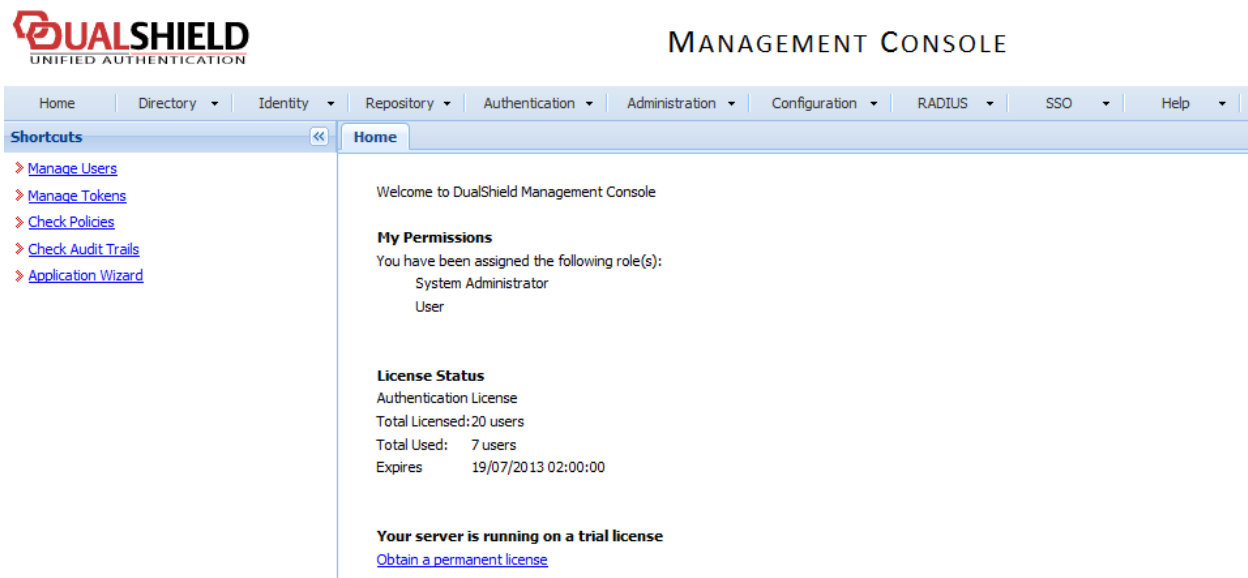 DUALSHIELD
UNIFIED AUTHENTICATION
MANAGEMENT CONSOLE
Home Directory Identity Repository Authentication Administration Configuration RADIUS SSO Help
Shortcuts
Manage Users
Manage Tokens
Check Policies
Check Audit Trails
Application Wizard
Home
Welcome to DualShield Management Console
My Permissions
You have been assigned the following role(s):
System Administrator
User
License Status
Authentication License
Total Licensed: 20 users
Total Used: 7 users
Expires 19/07/2013 02:00:00
Your server is running on a trial license
Obtain a permanent license